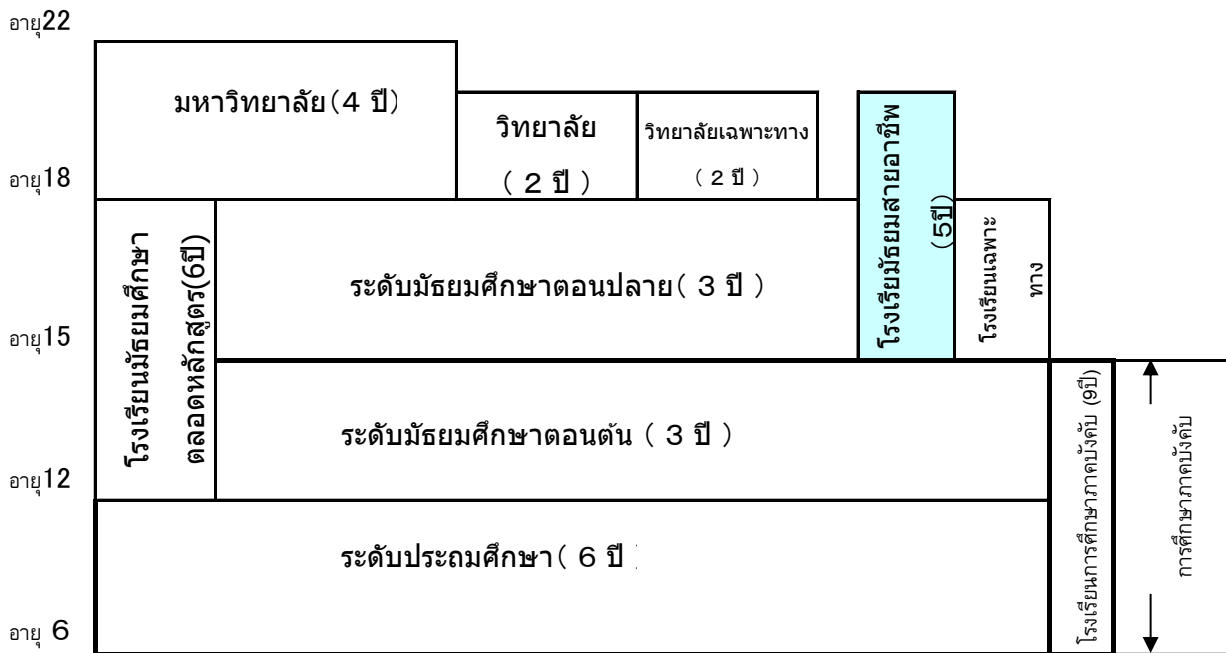 อายุ22
มหาวิทยาลัย(4 ปี)
วิทยาลัย
( 2 ปี )
วิทยาลัยเฉพาะทาง
( 2 ปี )
โรงเรีมัธยมสายอาชีพ
(5ปี)
อายุ18
โรงเรียนมัธยมศึกษา
ตลอดหลักสูตร(6ปี)
ระดับมัธยมศึกษาตอนปลาย( 3 ปี )
โรงเรียนเฉพาะ
ทาง
อายุ15
ระดับมัธยมศึกษาตอนต้น ( 3 ปี )
โรงเรียนการศึกษาภาคบังคับ (9ปี)
การศึกษาภาคบังคับ
อายุ12
ระดับประถมศึกษา( 6 ปี )
อายุ 6